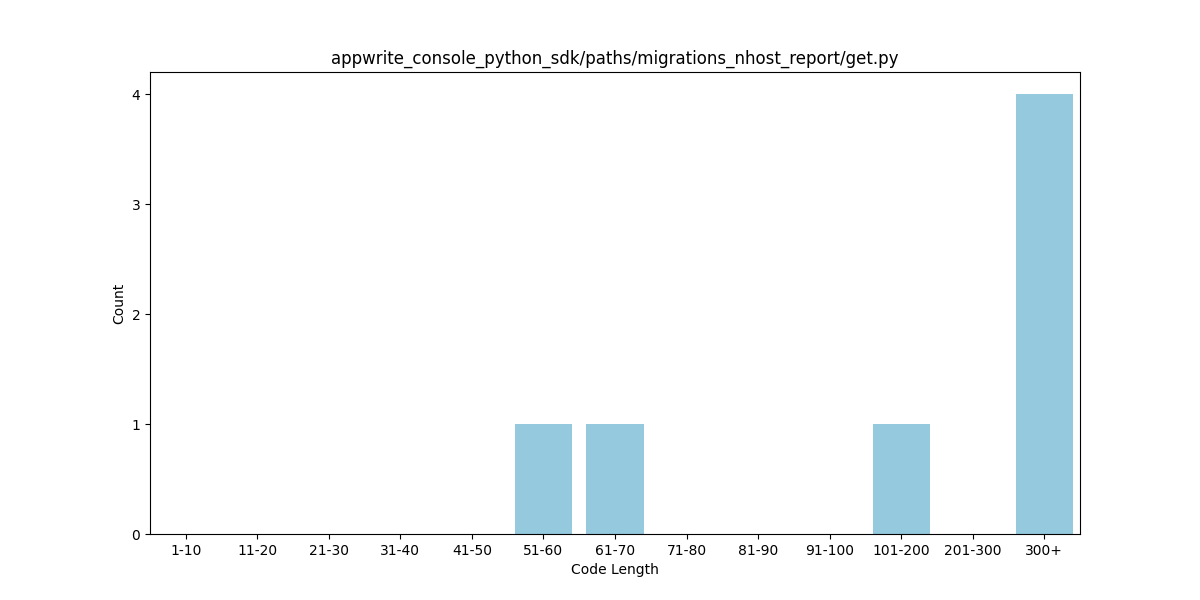 appwrite_console_python_sdk/paths/migrations_nhost_report/get.py
4
3
2
1
0
Count
1-10 11-20 21-30 31-40 41-50 51-60 61-70 71-80 81-90 91-100 101-200 201-300 300+
Code Length